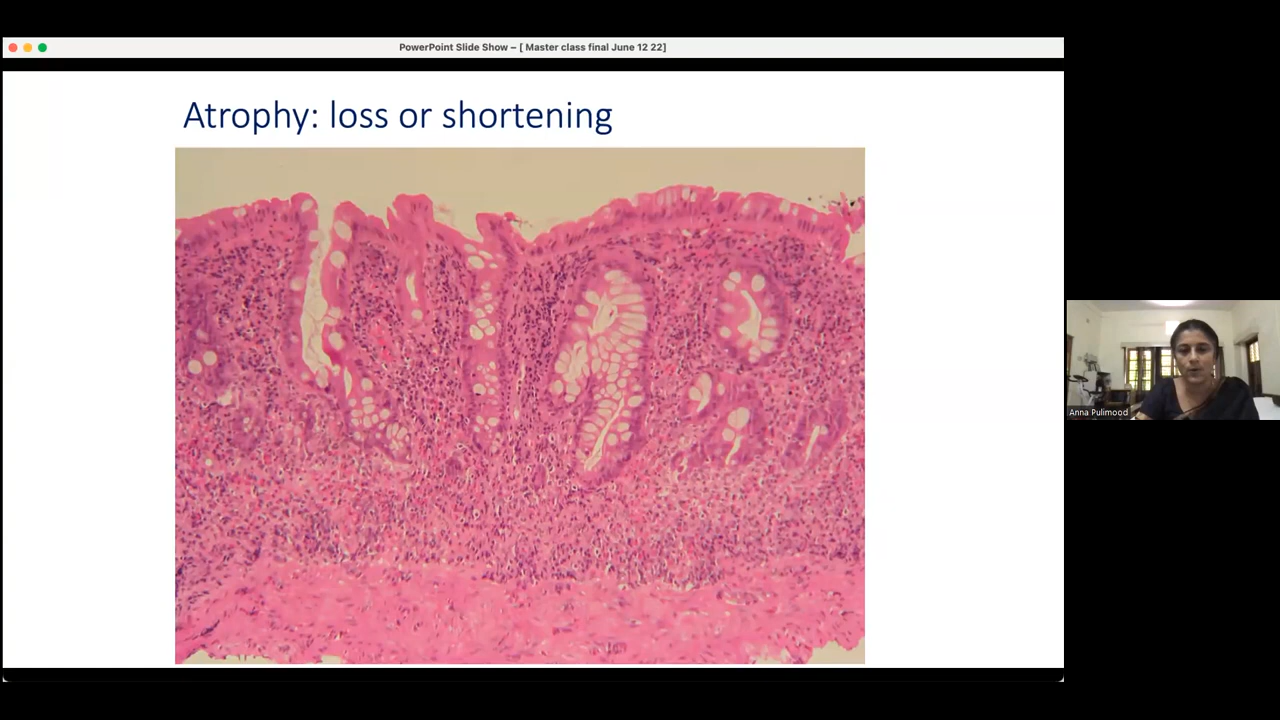 PowerPoint Slide Show – [ Master class final June 12 22]
Atrophy: loss or shortening
Anna Pulimood